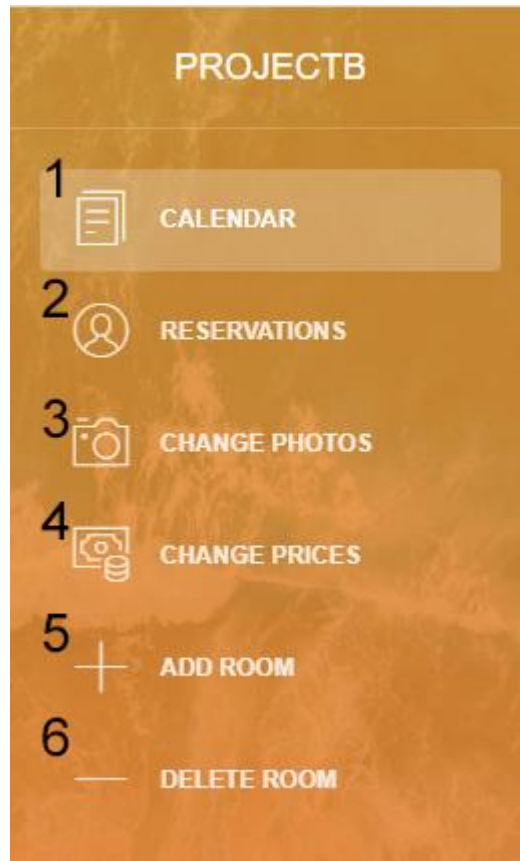 PROJECTB
1
CALENDAR
2
RESERVATIONS
3
CHANGE PHOTOS
4
CHANGE PRICES
5
ADD ROOM
6
DELETE ROOM